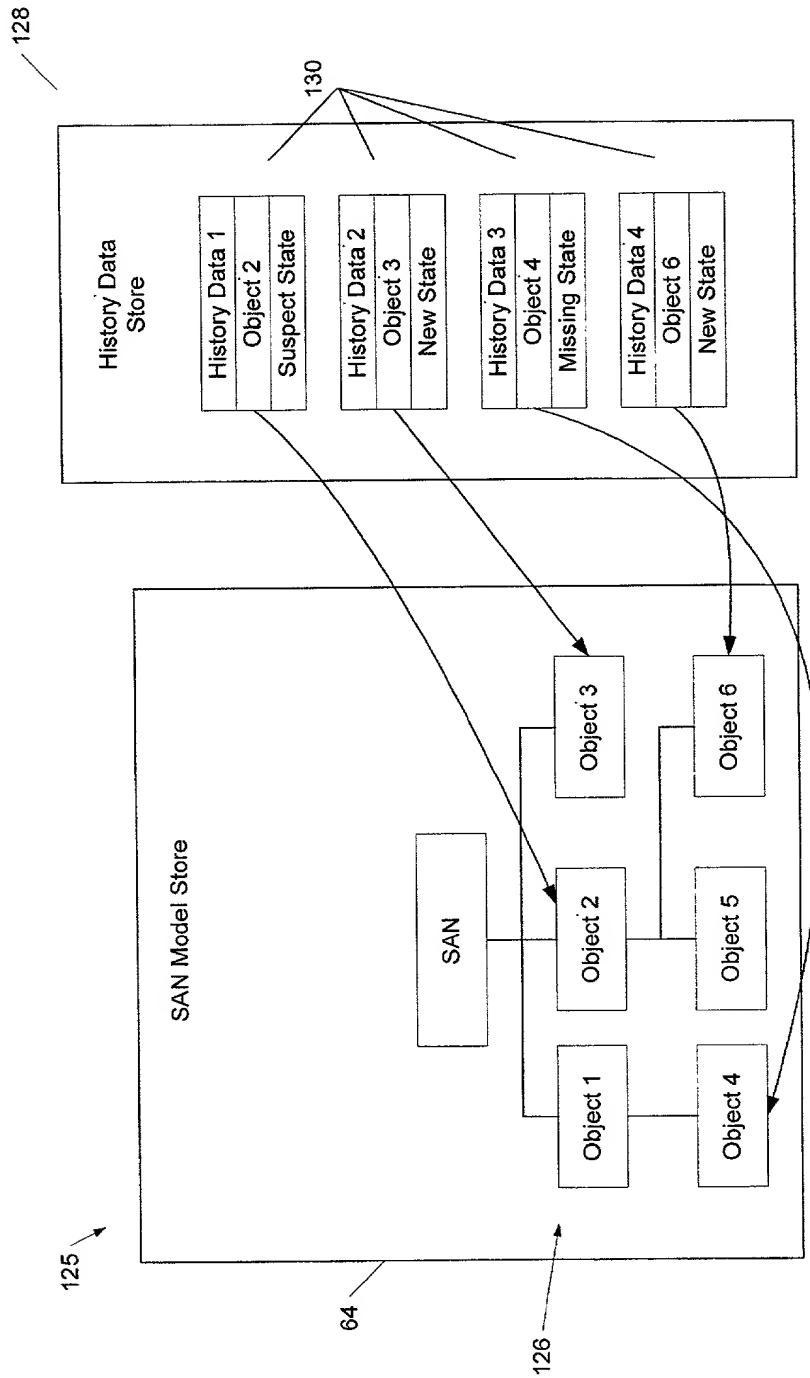 125
128
64
126
SAN Model Store
SAN
Object 1
Object 2
Object 3
Object 4
Object 5
Object 6
History Data
Store
130
History Data 1
Object 2
Suspect State
History Data 2
Object 3
New State
History Data 3
Object 4
Missing State
History Data 4
Object 6
New State